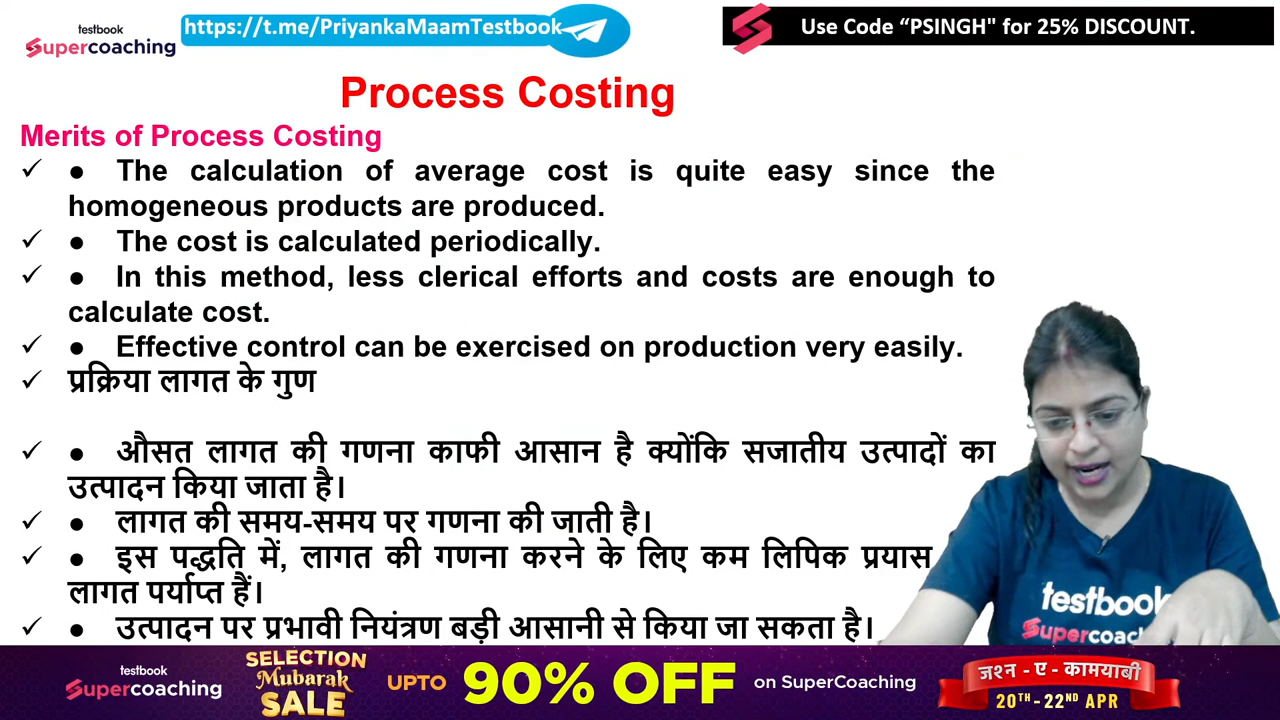 testbook
Supercoaching
https://t.me/PriyankaMaamTestbook
Use Code “PSINGH" for 25% DISCOUNT.
Process Costing
Merits of Process Costing
✓ ● The calculation of average cost is quite easy since the
homogeneous products are produced.
✓ ● The cost is calculated periodically.
✓ ● In this method, less clerical efforts and costs are enough to
calculate cost.
✓ ● Effective control can be exercised on production very easily.
✓ प्रक्रिया लागत के गुण
✓ ● औसत लागत की गणना काफी आसान है क्योंकि सजातीय उत्पादों का
उत्पादन किया जाता है।
✓ ● लागत की समय-समय पर गणना की जाती है।
✓ ● इस पद्धति में, लागत की गणना करने के लिए कम लिपिक प्रयास
लागत पर्याप्त हैं।
✓ ● उत्पादन पर प्रभावी नियंत्रण बड़ी आसानी से किया जा सकता है।
testbook
Supercoach
testbook
Supercoaching
SELECTION
Mubarak
SALE
UPTO 90% OFF on SuperCoaching
जश्न - ए - कामयाबी
20TH - 22ND APR